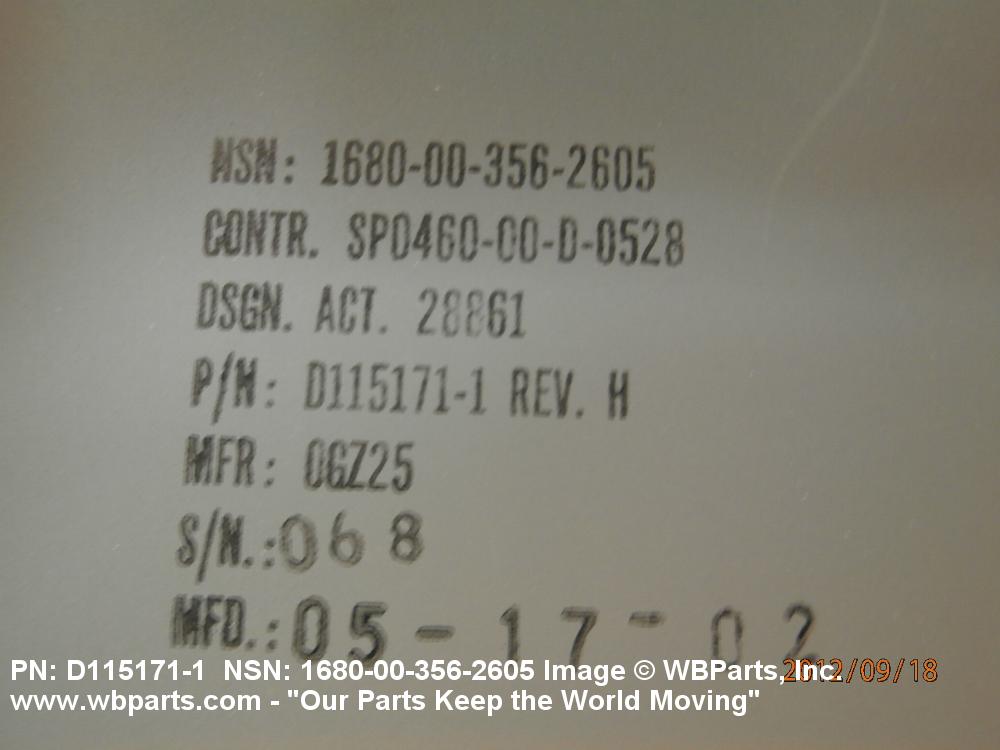 NSN: 1680-00-356-2605
CONTR. SP0460-00-D-0528
DSGN. ACT. 28861
P/N: D115171-1 REV. H
MFR: 0GZ25
S/N.: 068
MFD.: 05-17-02
PN: D115171-1 NSN: 1680-00-356-2605 Image © WBParts, Inc.
2012/09/18
www.wbparts.com - "Our Parts Keep the World Moving"